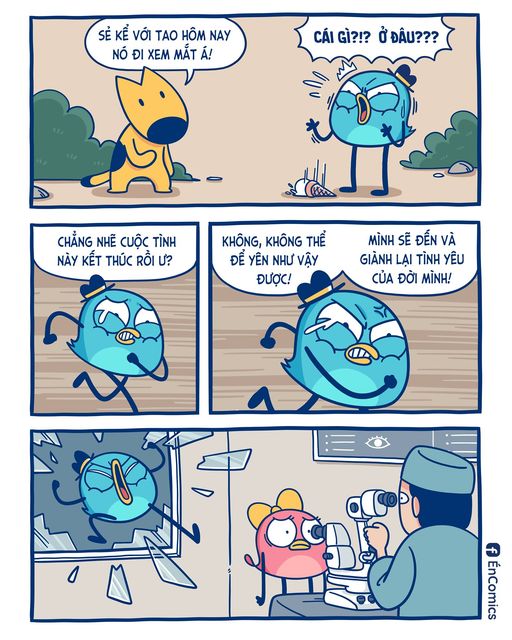 SẺ KỂ VỚI TAO HÔM NAY
NÓ ĐI XEM MẮT Á!
CÁI GÌ?!? Ở ĐÂU???
CHẲNG NHẼ CUỘC TÌNH
NÀY KẾT THÚC RỒI Ư?
KHÔNG, KHÔNG THỂ
ĐỂ YÊN NHƯ VẬY
ĐƯỢC!
MÌNH SẼ ĐẾN VÀ
GIÀNH LẠI TÌNH YÊU
CỦA ĐỜI MÌNH!
ÉnComics